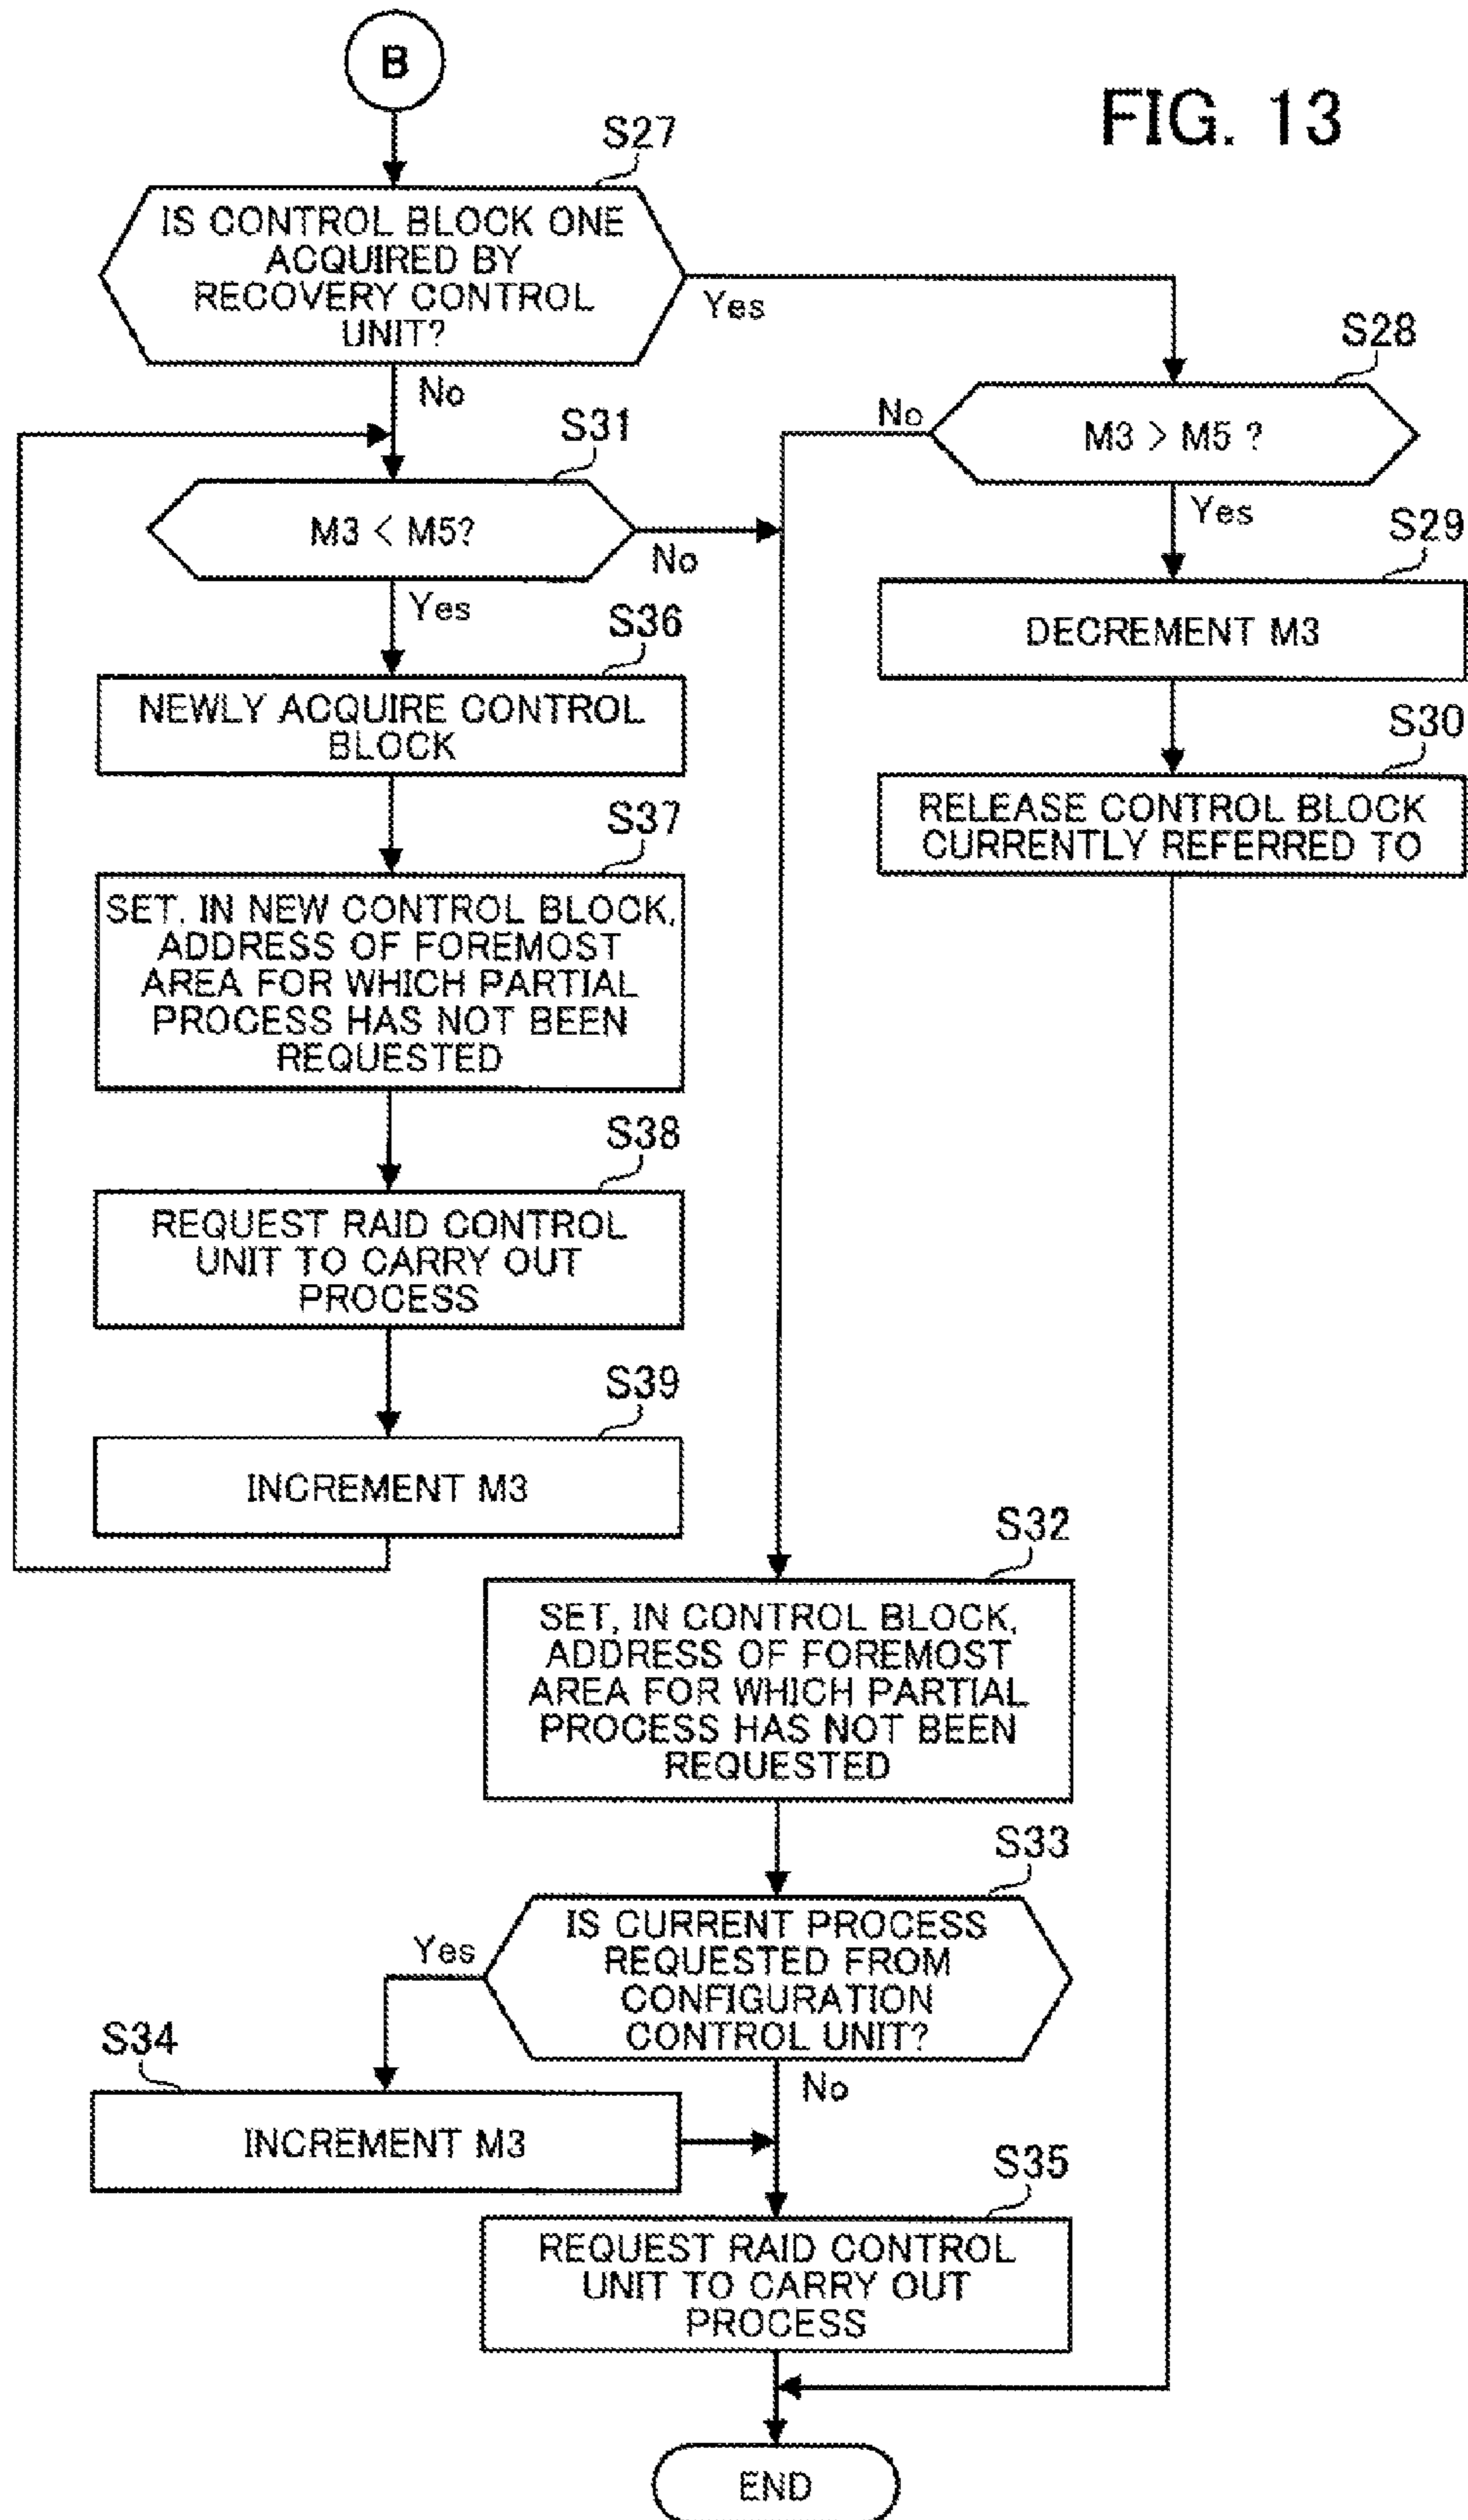 B
FIG. 13
S27
IS CONTROL BLOCK ONE
ACQUIRED BY
RECOVERY CONTROL
UNIT?
Yes
No
S28
M3 > M5 ?
No
Yes
S31
M3 < M5?
No
Yes
S29
DECREMENT M3
S36
NEWLY ACQUIRE CONTROL
BLOCK
S30
RELEASE CONTROL BLOCK
CURRENTLY REFERRED TO
S37
SET, IN NEW CONTROL BLOCK,
ADDRESS OF FOREMOST
AREA FOR WHICH PARTIAL
PROCESS HAS NOT BEEN
REQUESTED
S38
REQUEST RAID CONTROL
UNIT TO CARRY OUT
PROCESS
S39
INCREMENT M3
S32
SET, IN CONTROL BLOCK,
ADDRESS OF FOREMOST
AREA FOR WHICH PARTIAL
PROCESS HAS NOT BEEN
REQUESTED
S33
IS CURRENT PROCESS
REQUESTED FROM
CONFIGURATION
CONTROL UNIT?
Yes
No
S34
INCREMENT M3
S35
REQUEST RAID CONTROL
UNIT TO CARRY OUT
PROCESS
END